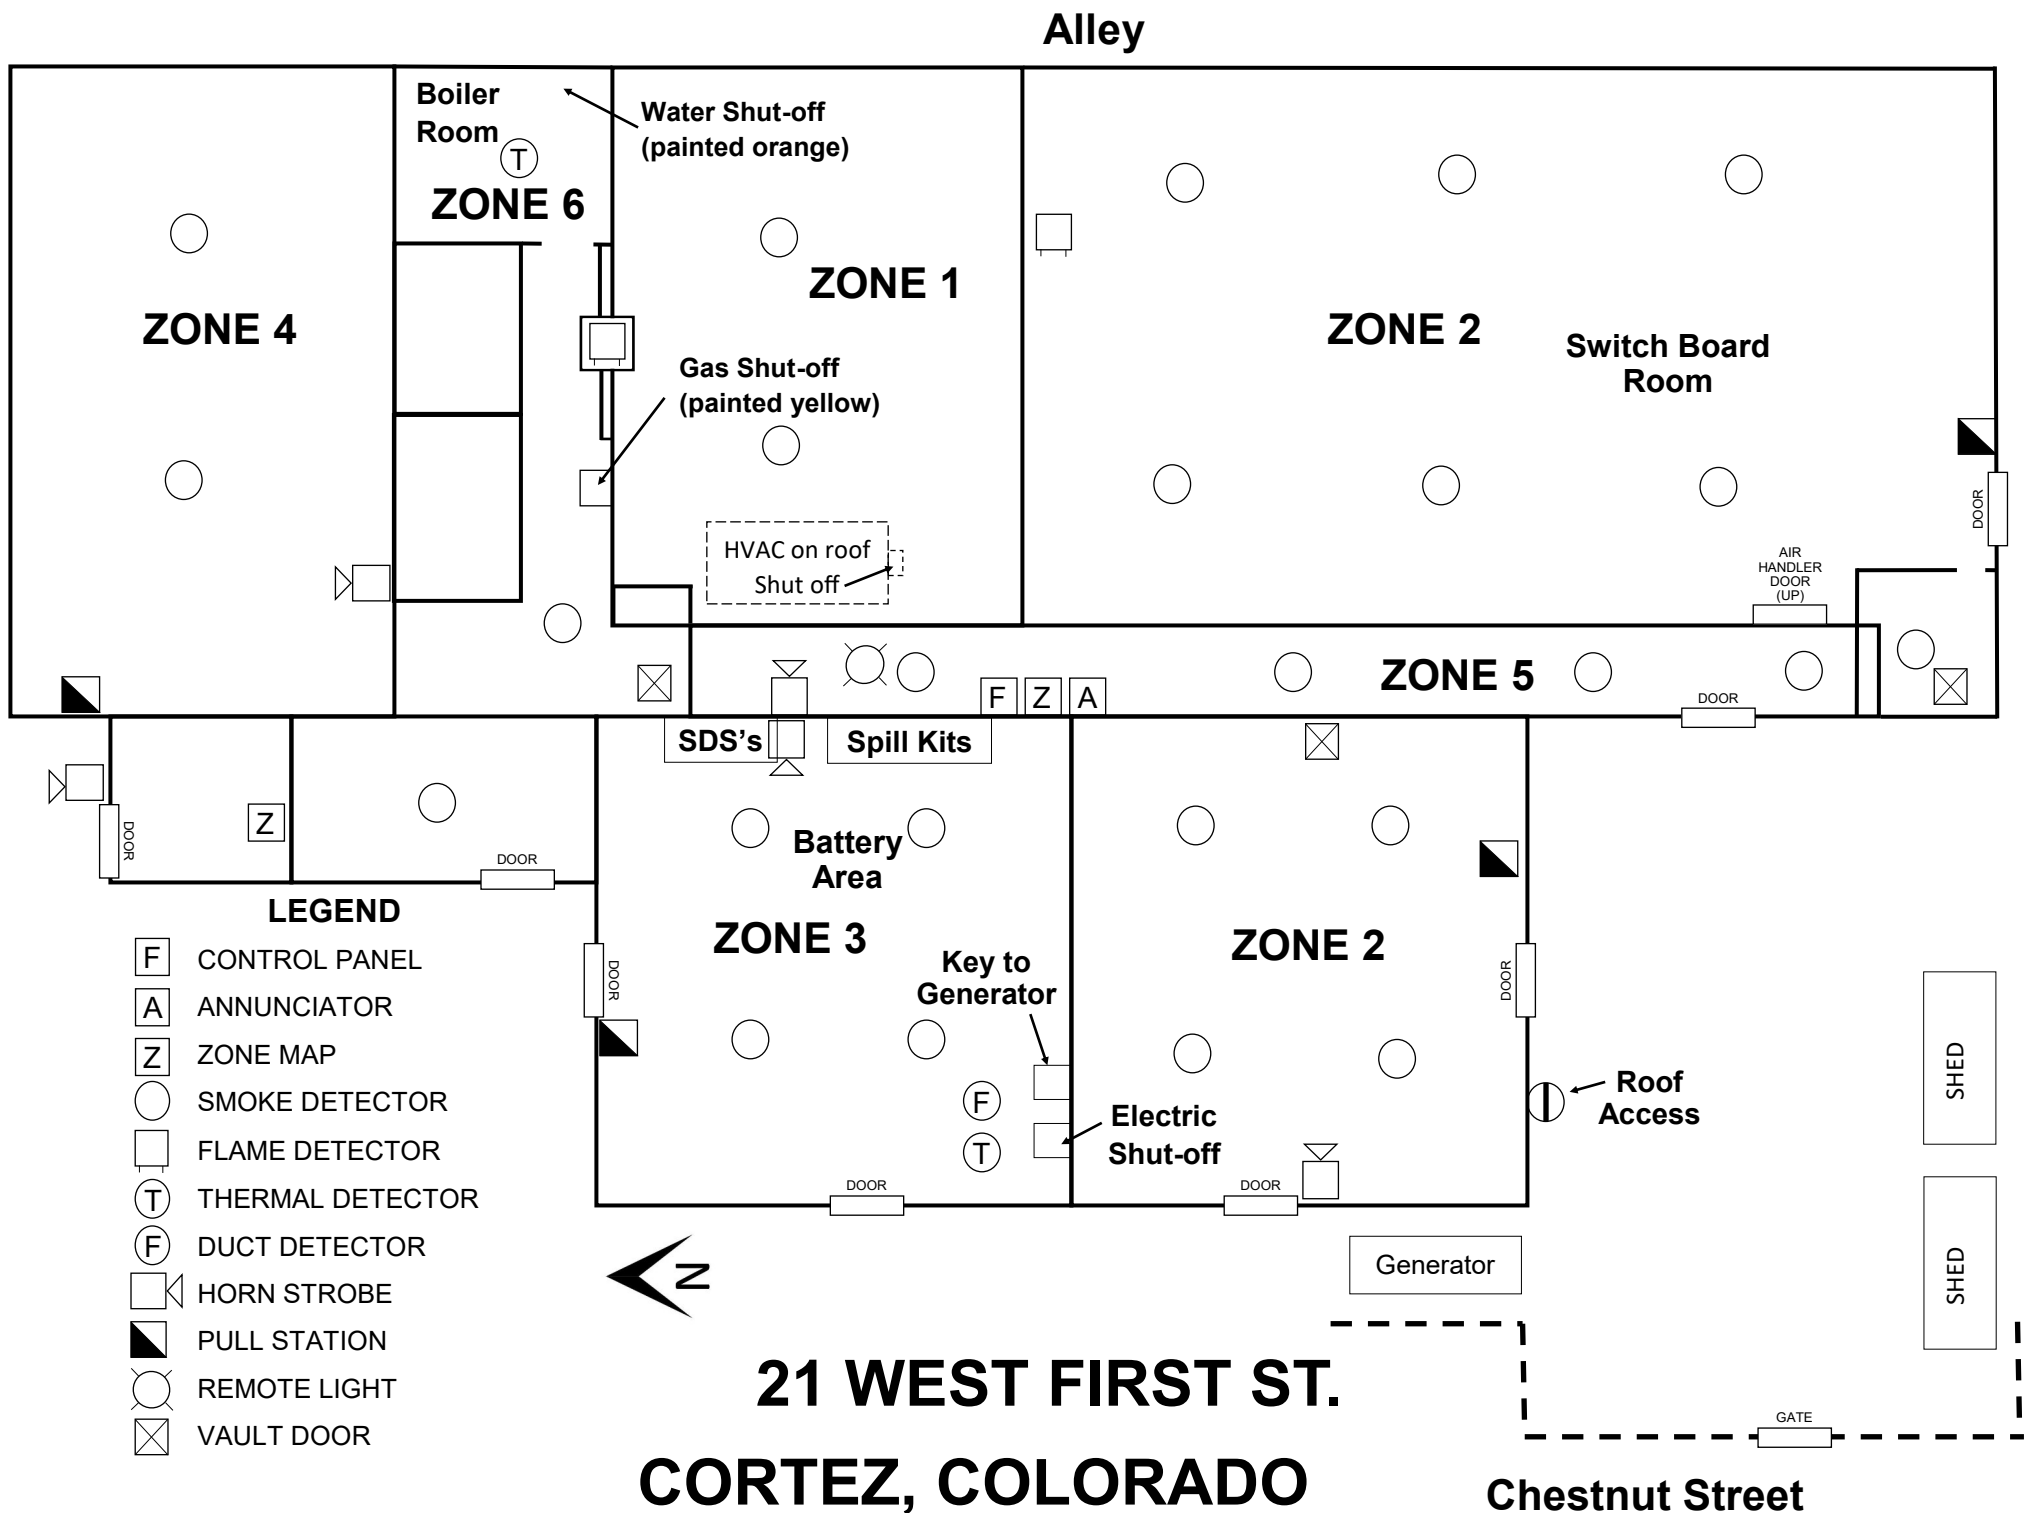 Alley
Boiler
Room
T
ZONE 6
Water Shut-off
(painted orange)
ZONE 4
ZONE 1
Gas Shut-off
(painted yellow)
HVAC on roof
Shut off
ZONE 2
Switch Board
Room
DOOR
AIR
HANDLER
DOOR
(UP)
F
Z
A
ZONE 5
DOOR
SDS's
Spill Kits
DOOR
Z
DOOR
Battery
Area
ZONE 3
DOOR
Key to
Generator
F
T
Electric
Shut-off
DOOR
ZONE 2
DOOR
DOOR
Roof
Access
SHED
SHED
LEGEND
F CONTROL PANEL
A ANNUNCIATOR
Z ZONE MAP
SMOKE DETECTOR
FLAME DETECTOR
T THERMAL DETECTOR
F DUCT DETECTOR
HORN STROBE
PULL STATION
REMOTE LIGHT
VAULT DOOR
N
Generator
21 WEST FIRST ST.
CORTEZ, COLORADO
GATE
Chestnut Street